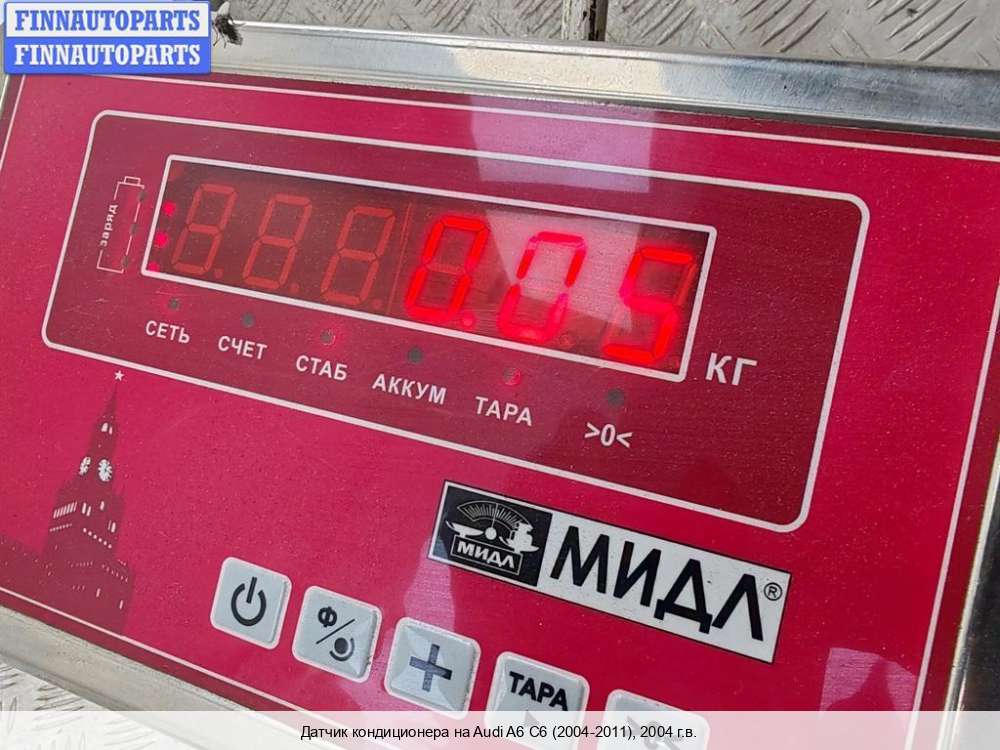 FINNAUTOPARTS
FINNAUTOPARTS
заряд
0.05
КГ
СЕТЬ
СЧЕТ
СТАБ
АККУМ
ТАРА
>0<
МИДЛ
МИДЛ®
Ф
ТАРА
Датчик кондиционера на Audi A6 C6 (2004-2011), 2004 г.в.